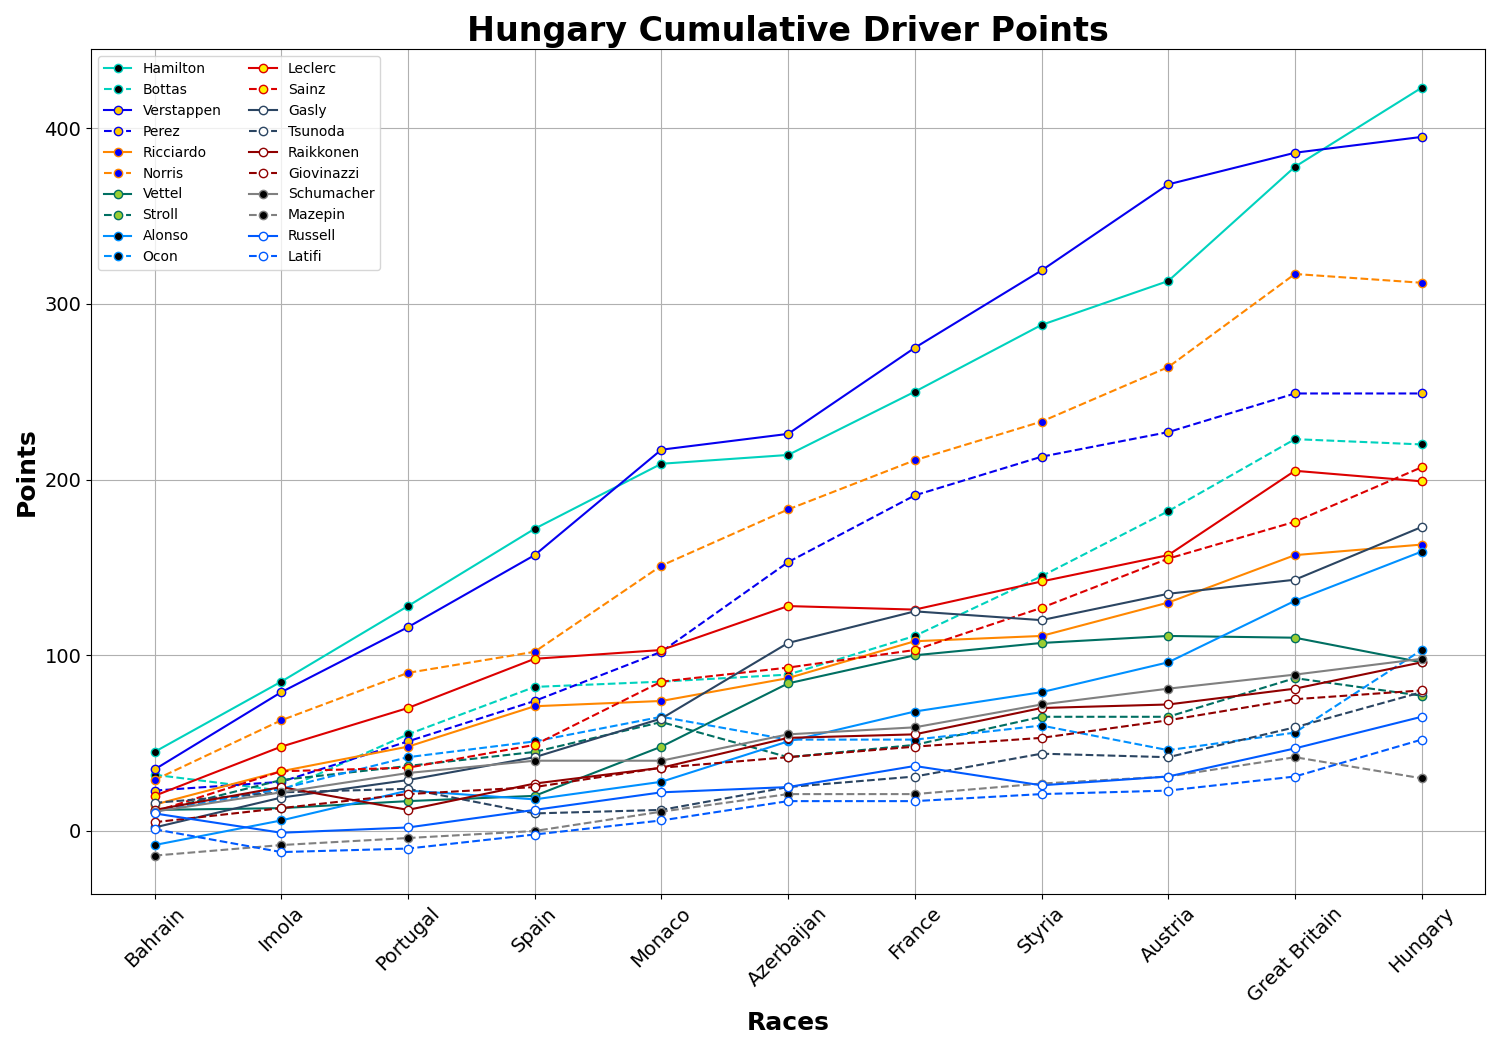 Hungary Cumulative Driver Points
Hamilton
Bottas
Verstappen
Perez
Ricciardo
Norris
Vettel
Stroll
Alonso
Ocon
Leclerc
Sainz
Gasly
Tsunoda
Raikkonen
Giovinazzi
Schumacher
Mazepin
Russell
Latifi
400
300
200
100
0
Points
Bahrain
Imola
Portugal
Spain
Monaco
Azerbaijan
France
Styria
Austria
Great Britain
Hungary
Races